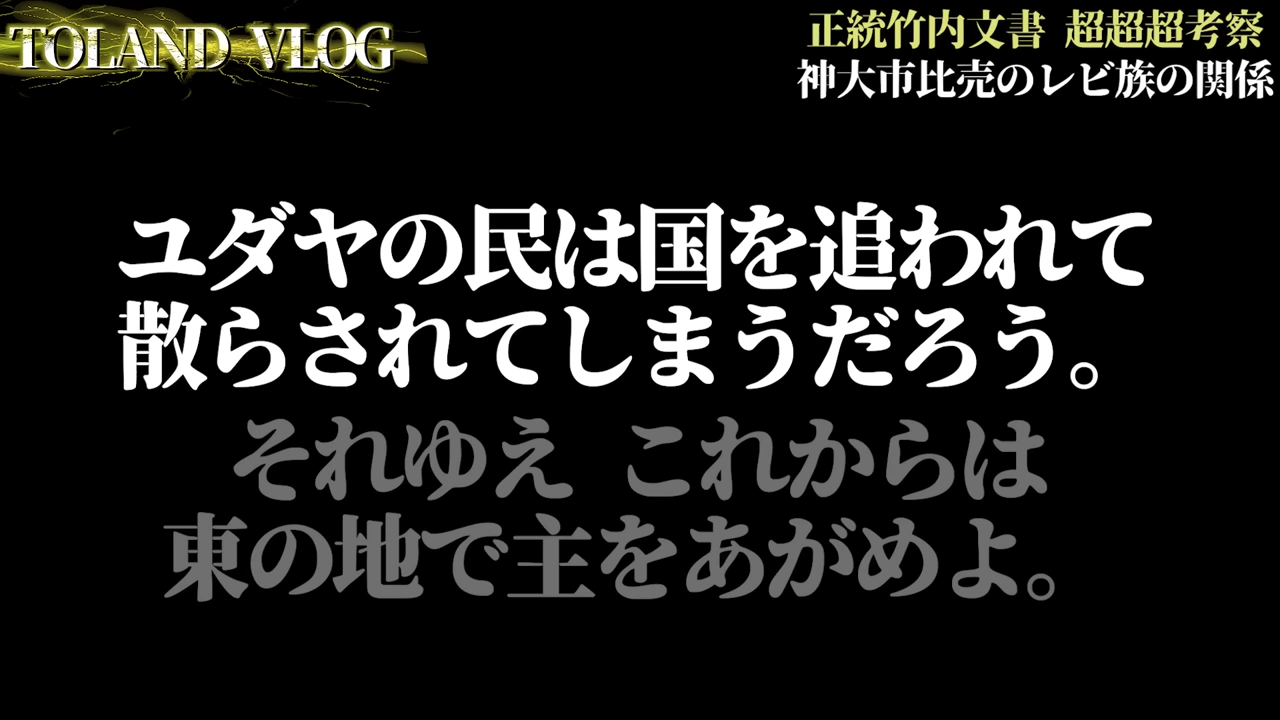 TOLAND VLOG
正統竹内文書 超超超考察
神大市比売のレビ族の関係
ユダヤの民は国を追われて
散らされてしまうだろう。
それゆえ これからは
東の地で主をあがめよ。